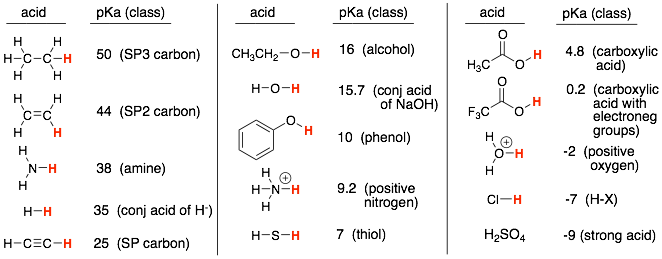 acid pKa (class)
H H
H C–C–H 50 (SP3 carbon)
H H
H H
C=C 44 (SP2 carbon)
H H
H
N–H 38 (amine)
H
H–H 35 (conj acid of H-)
H–C≡C–H 25 (SP carbon)
acid pKa (class)
CH3CH2–O–H 16 (alcohol)
H–O–H 15.7 (conj acid
of NaOH)
O H 10 (phenol)
H +
H–N–H 9.2 (positive
H nitrogen)
H–S–H 7 (thiol)
acid pKa (class)
O
H3C O H 4.8 (carboxylic
acid)
O
F3C O H 0.2 (carboxylic
acid with
electroneg
groups)
H +
O–H -2 (positive
H oxygen)
Cl–H -7 (H-X)
H2SO4 -9 (strong acid)